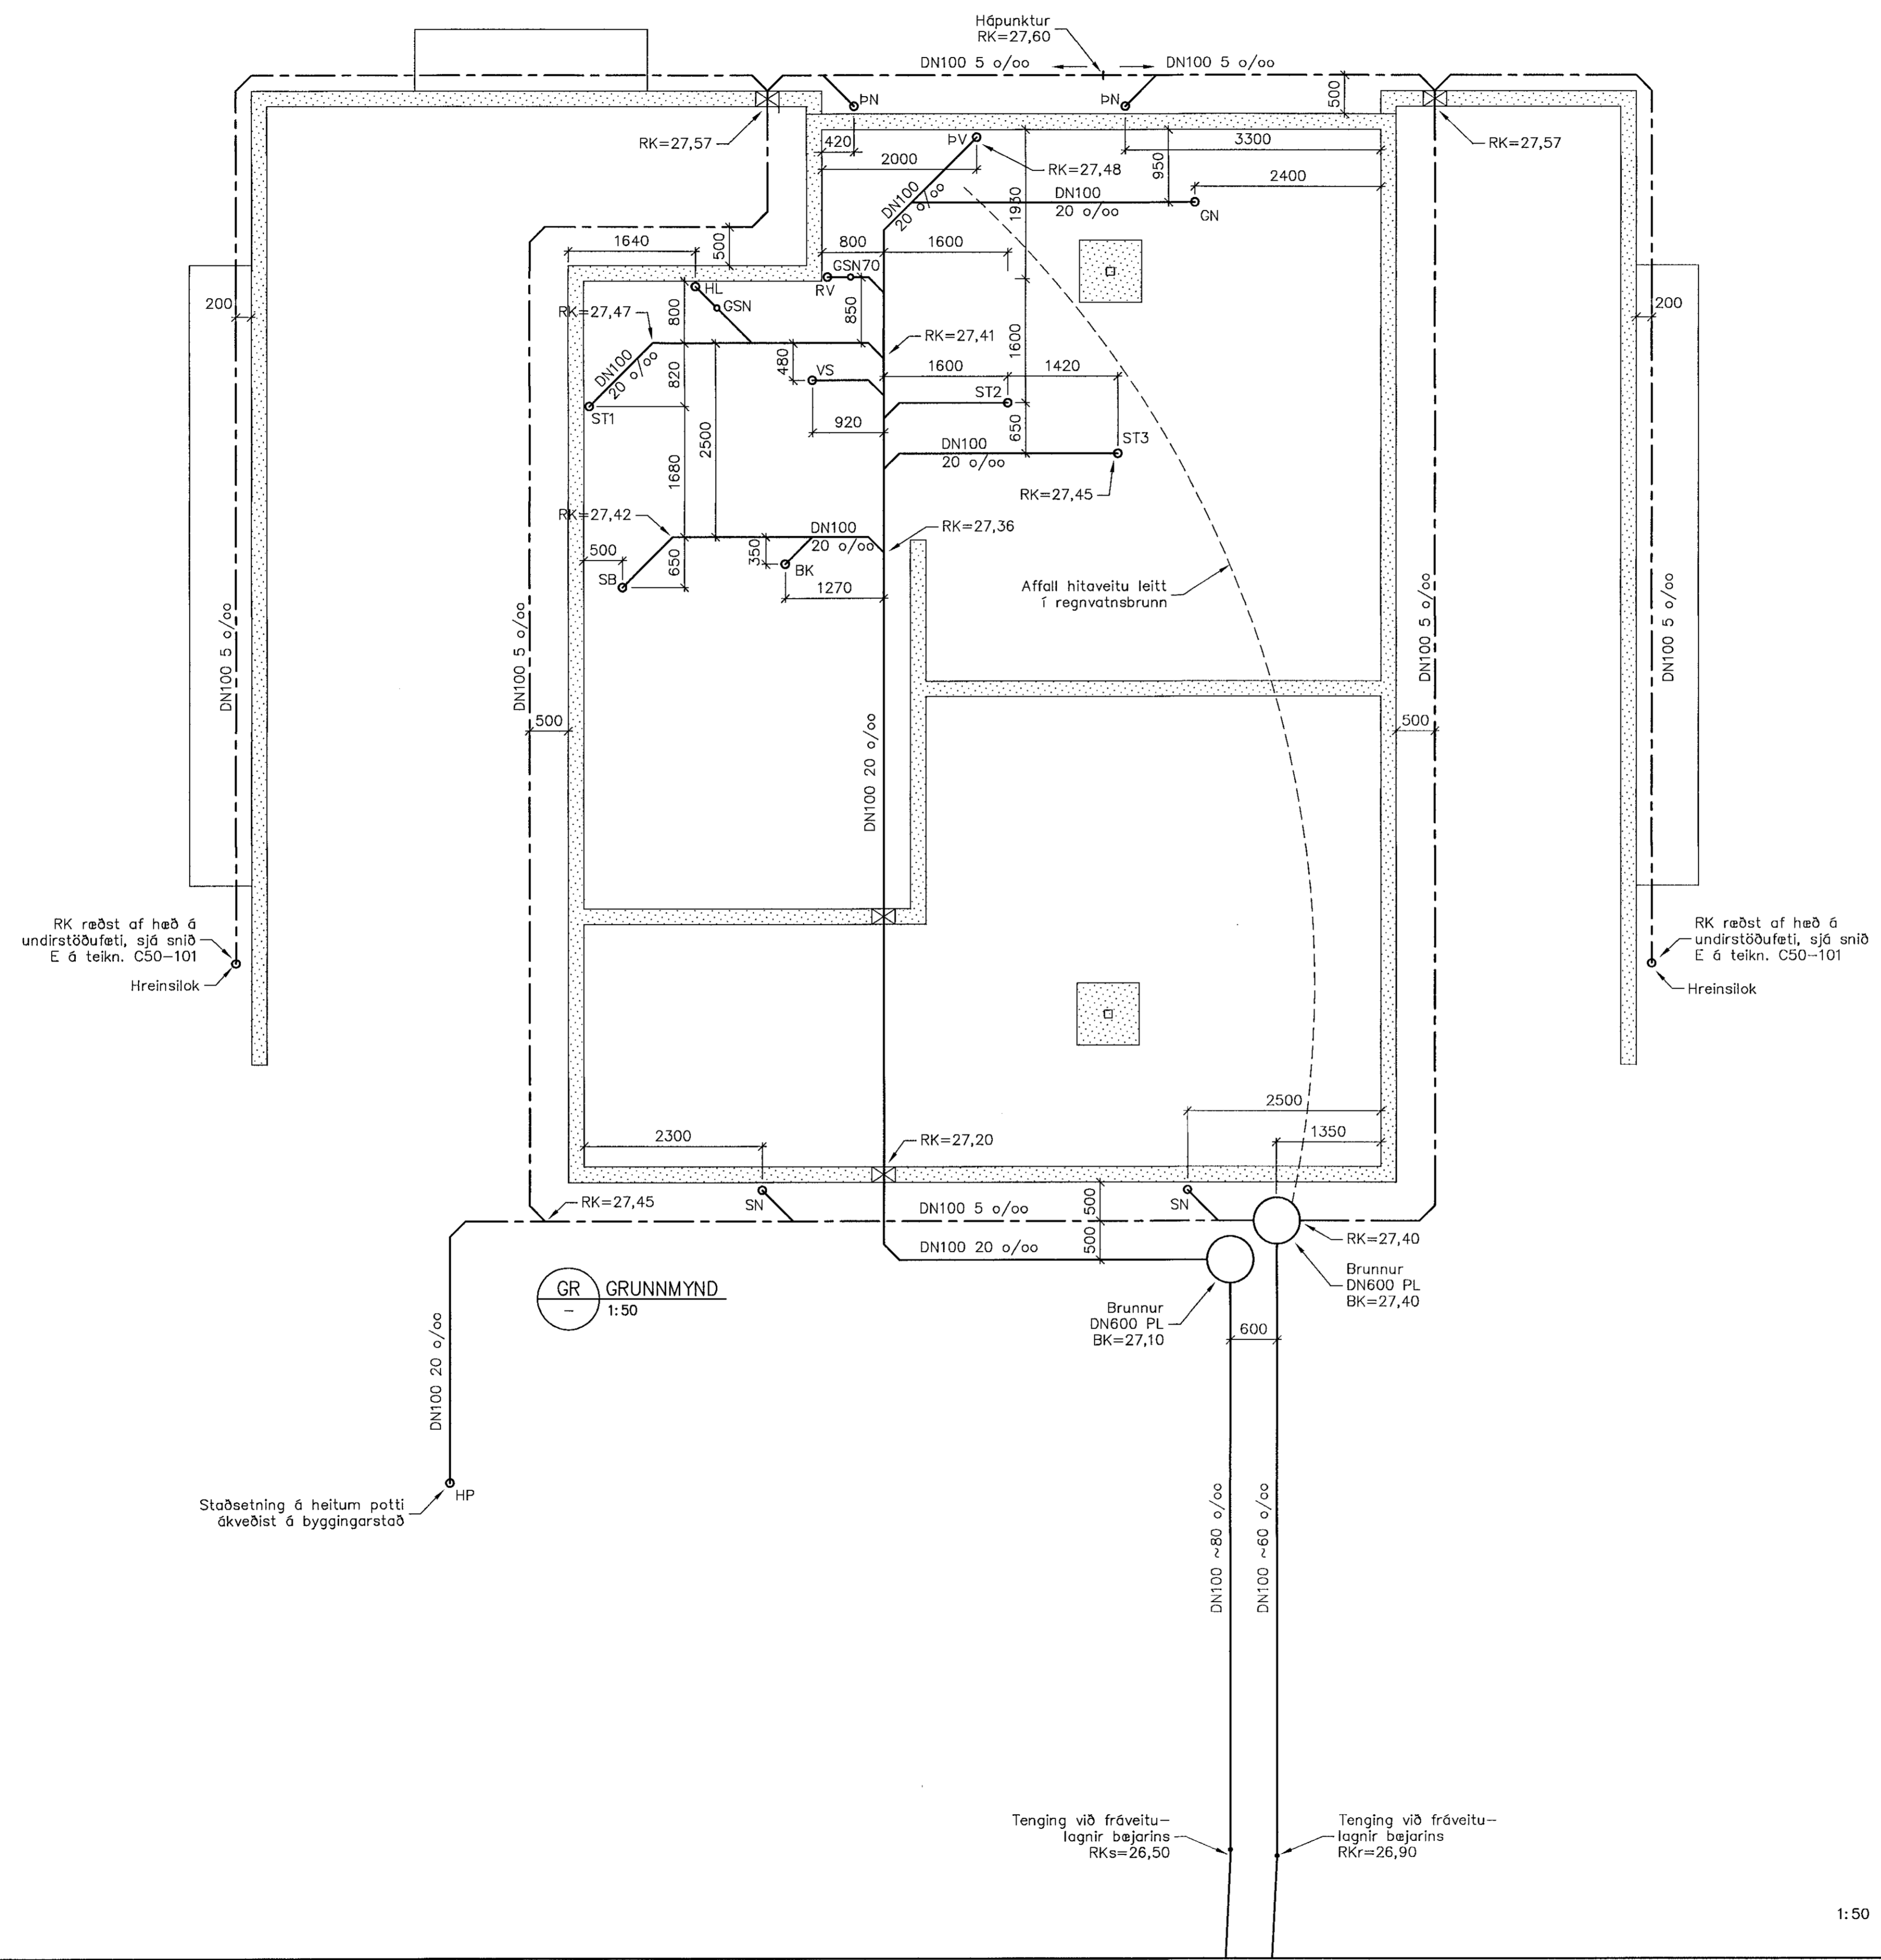 Hápunktur
RK=27,60
DN100 5 o/oo
DN100 5 o/oo
ÞN
ÞN
500
RK=27,57
420
ÞV
2000
RK=27,48
3300
950
RK=27,57
2400
DN100
20 o/oo
DN100
20 o/oo
GN
1930
1640
500
800
1600
GSN70
RV
HL
GSN
200
200
RK=27,47
800
850
RK=27,41
1600
DN100
20 o/oo
820
480
VS
1600
1420
ST2
ST1
920
2500
650
ST3
DN100
20 o/oo
1680
RK=27,45
RK=27,42
DN100
20 o/oo
RK=27,36
500
650
350
SB
BK
1270
Affall hitaveitu leitt
í regnvatnsbrunn
DN100 5 o/oo
DN100 5 o/oo
DN100 5 o/oo
DN100 5 o/oo
500
500
DN100 20 o/oo
RK ræðst af hæð á
undirstöðufæti, sjá snið
E á teikn. C50-101
Hreinsilok
RK ræðst af hæð á
undirstöðufæti, sjá snið
E á teikn. C50-101
Hreinsilok
2500
2300
RK=27,20
1350
RK=27,45
SN
DN100 5 o/oo
500
SN
DN100 20 o/oo
500
RK=27,40
Brunnur
DN600 PL
BK=27,40
GR
-
GRUNNMYND
1:50
Brunnur
DN600 PL
BK=27,10
600
DN100 20 o/oo
HP
Staðsetning á heitum potti
ákveðist á byggingarstað
DN100 ~80 o/oo
DN100 ~60 o/oo
Tenging við fráveitu-
lagnir bæjarins
RKs=26,50
Tenging við fráveitu-
lagnir bæjarins
RKr=26,90
1:50